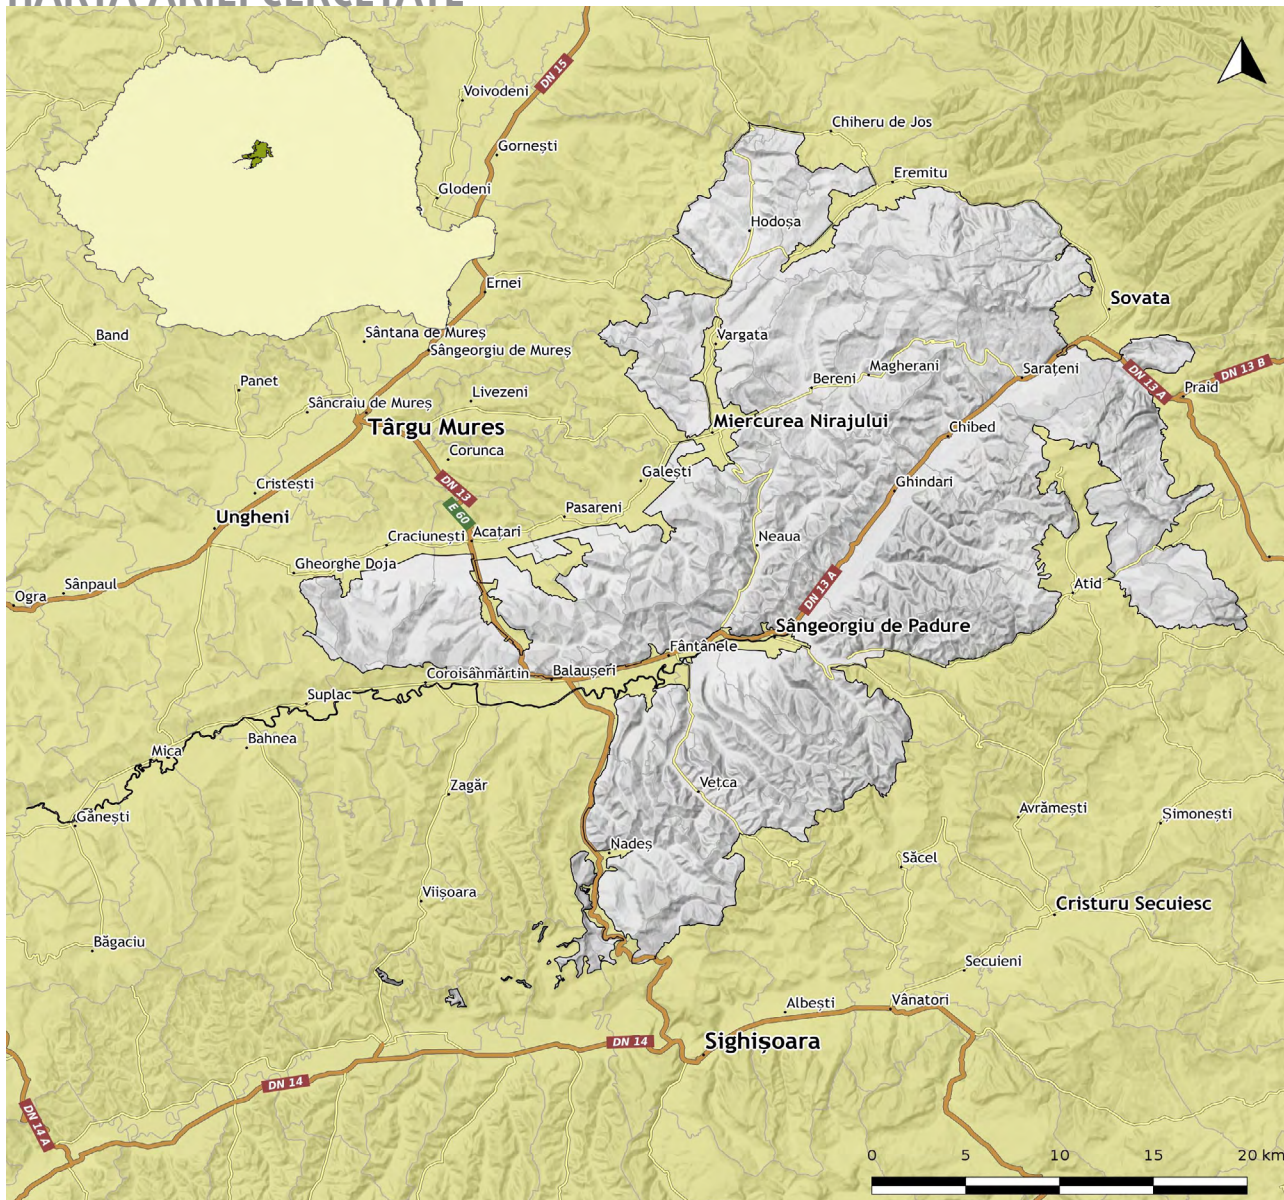 HARTA ARIEI CERCETATE
DN 15
Voivodeni
Chiheru de Jos
Gornești
Eremitu
Glodeni
Hodoșa
Ernei
Sovata
Sântana de Mureș
Band
Vargata
Sângeorgiu de Mureș
Magherani
Sarațeni
DN 13 B
Panet
Bereni
DN 13 A
Praid
Livezeni
Sâncraiu de Mureș
Târgu Mures
Miercurea Nirajului
Chibed
Corunca
Galești
DN 13
Ghindari
Cristești
E 60
Pasareni
Ungheni
Craciunești
Acațari
Neaua
Gheorghe Doja
Sânpaul
DN 13 A
Atid
Ogra
Sângeorgiu de Padure
Fântânele
Coroisânmărtin
Balaușeri
Suplac
Bahnea
Mica
Zagăr
Vețca
Avrămești
Gănești
Șimonești
Nadeș
Săcel
Viișoara
Cristuru Secuiesc
Băgaciu
Secuieni
Albești
Vânatori
Sighișoara
DN 14
DN 14
DN 14 A
0 5 10 15 20 km